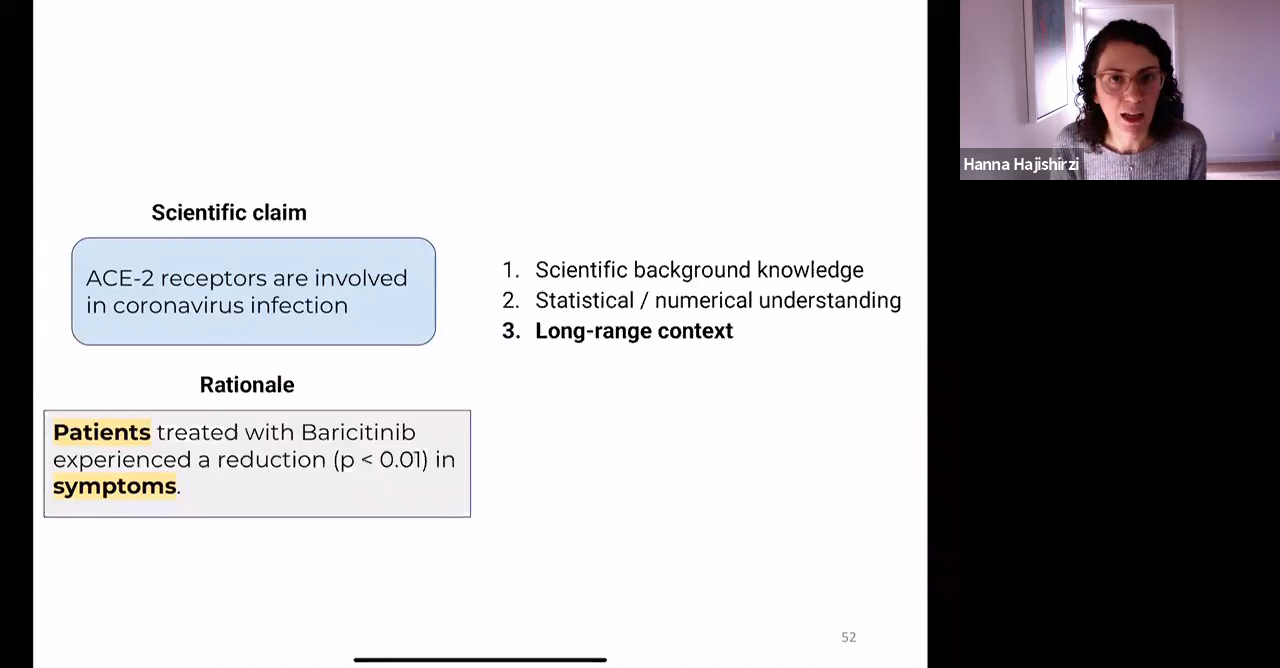 Hanna Hajishirzi
Scientific claim
ACE-2 receptors are involved
in coronavirus infection
1. Scientific background knowledge
2. Statistical / numerical understanding
3. Long-range context
Rationale
Patients treated with Baricitinib
experienced a reduction (p < 0.01) in
symptoms.
52